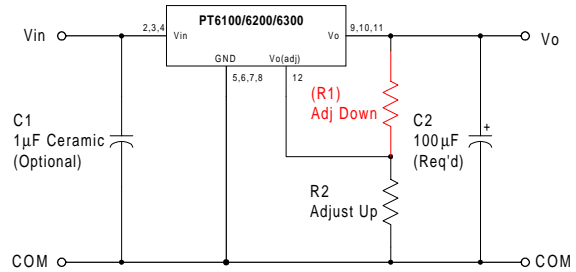 PT6100/6200/6300
Vin
2,3,4
Vin
Vo
9,10,11
Vo
GND
Vo(adj)
5,6,7,8
12
(R1)
Adj Down
C1
1µF Ceramic
(Optional)
C2
+
100µF
(Req'd)
R2
Adjust Up
COM
COM